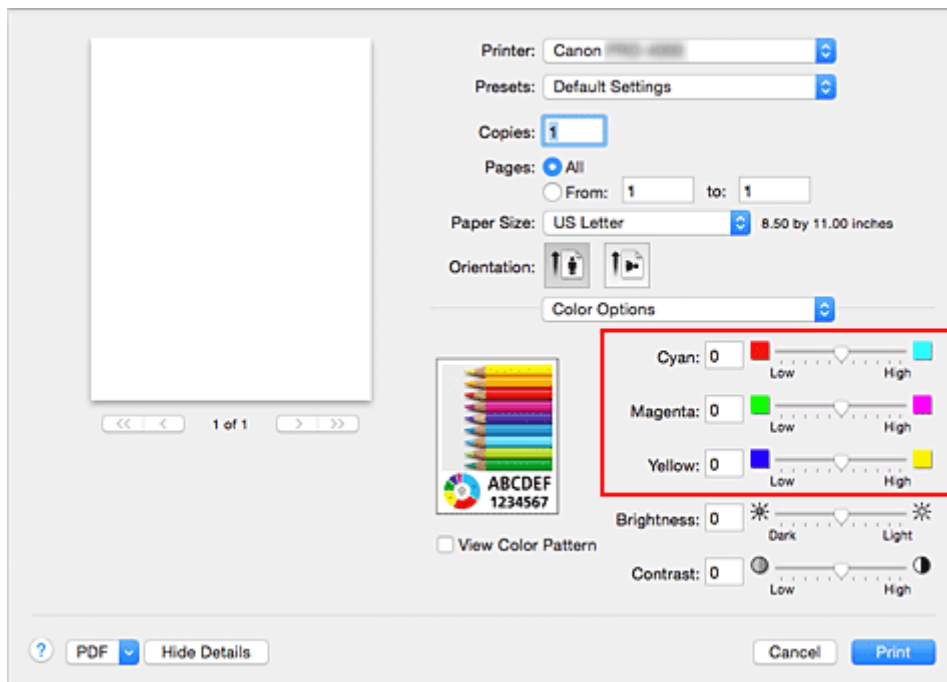 Printer: Canon
Presets: Default Settings
Copies: 1
Pages: All
From: 1 to: 1
Paper Size: US Letter 8.50 by 11.00 inches
Orientation:
Color Options
Cyan: 0
Low High
Magenta: 0
Low High
Yellow: 0
Low High
Brightness: 0
Dark Light
Contrast: 0
Low High
1 of 1
ABCDEF
1234567
View Color Pattern
? PDF Hide Details Cancel Print